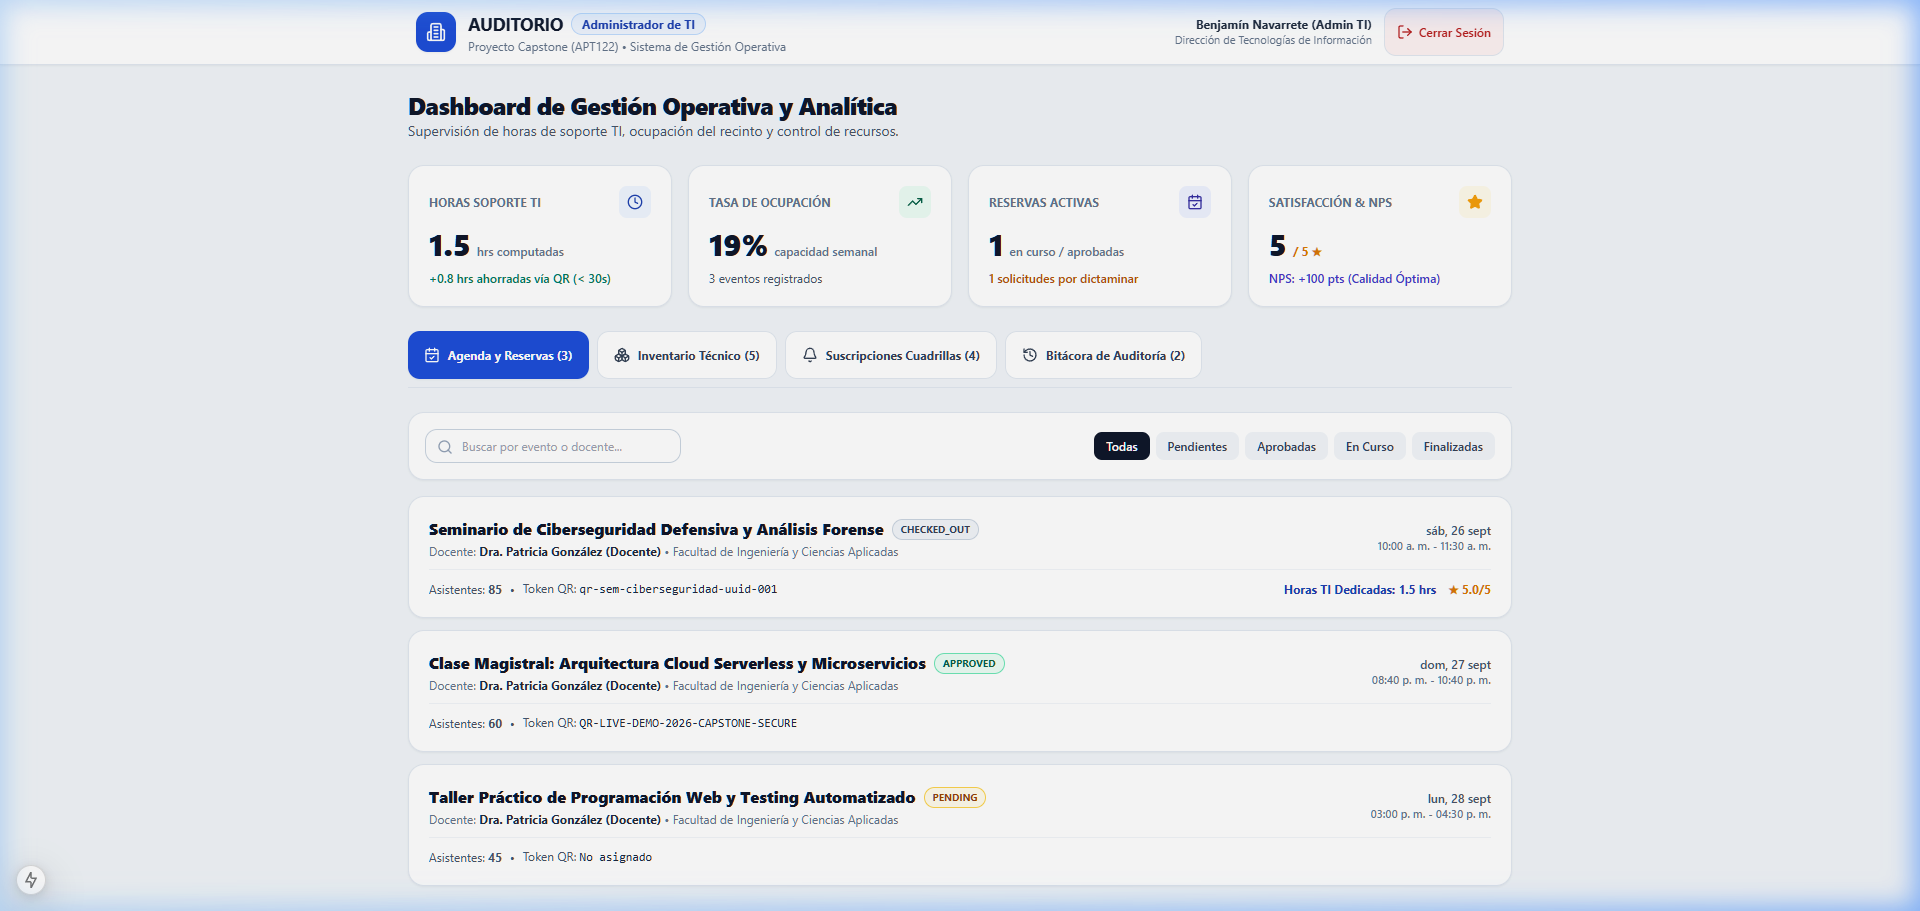 AUDITORIO Administrador de TI
Proyecto Capstone (APT122) • Sistema de Gestión Operativa
Benjamín Navarrete (Admin TI)
Dirección de Tecnologías de Información
Cerrar Sesión
Dashboard de Gestión Operativa y Analítica
Supervisión de horas de soporte TI, ocupación del recinto y control de recursos.
HORAS SOPORTE TI
1.5 hrs computadas
+0.8 hrs ahorradas vía QR (< 30s)
TASA DE OCUPACIÓN
19% capacidad semanal
3 eventos registrados
RESERVAS ACTIVAS
1 en curso / aprobadas
1 solicitudes por dictaminar
SATISFACCIÓN & NPS
5 / 5 ★
NPS: +100 pts (Calidad Óptima)
Agenda y Reservas (3)
Inventario Técnico (5)
Suscripciones Cuadrillas (4)
Bitácora de Auditoría (2)
Buscar por evento o docente...
Todas
Pendientes
Aprobadas
En Curso
Finalizadas
Seminario de Ciberseguridad Defensiva y Análisis Forense CHECKED_OUT
Docente: Dra. Patricia González (Docente) • Facultad de Ingeniería y Ciencias Aplicadas
sáb, 26 sept
10:00 a. m. - 11:30 a. m.
Asistentes: 85 • Token QR: qr-sem-ciberseguridad-uuid-001
Horas TI Dedicadas: 1.5 hrs ★ 5.0/5
Clase Magistral: Arquitectura Cloud Serverless y Microservicios APPROVED
Docente: Dra. Patricia González (Docente) • Facultad de Ingeniería y Ciencias Aplicadas
dom, 27 sept
08:40 p. m. - 10:40 p. m.
Asistentes: 60 • Token QR: QR-LIVE-DEMO-2026-CAPSTONE-SECURE
Taller Práctico de Programación Web y Testing Automatizado PENDING
Docente: Dra. Patricia González (Docente) • Facultad de Ingeniería y Ciencias Aplicadas
lun, 28 sept
03:00 p. m. - 04:30 p. m.
Asistentes: 45 • Token QR: No asignado